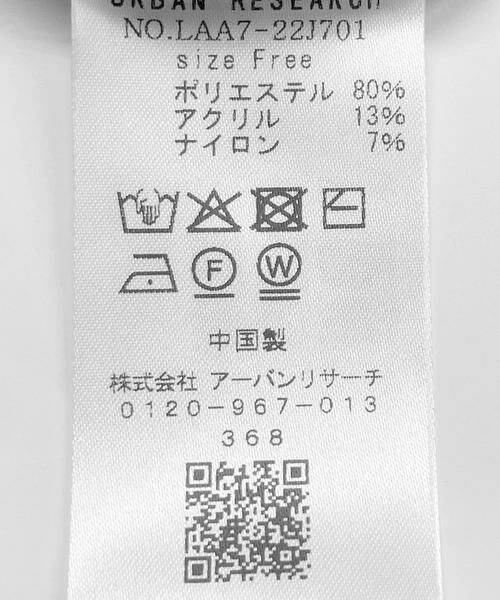 URBAN RESEARCH
NO.LAA7-22J701
size Free
ポリエステル 80%
アクリル 13%
ナイロン 7%
F W
中国製
株式会社 アーバンリサーチ
0120-967-013
368